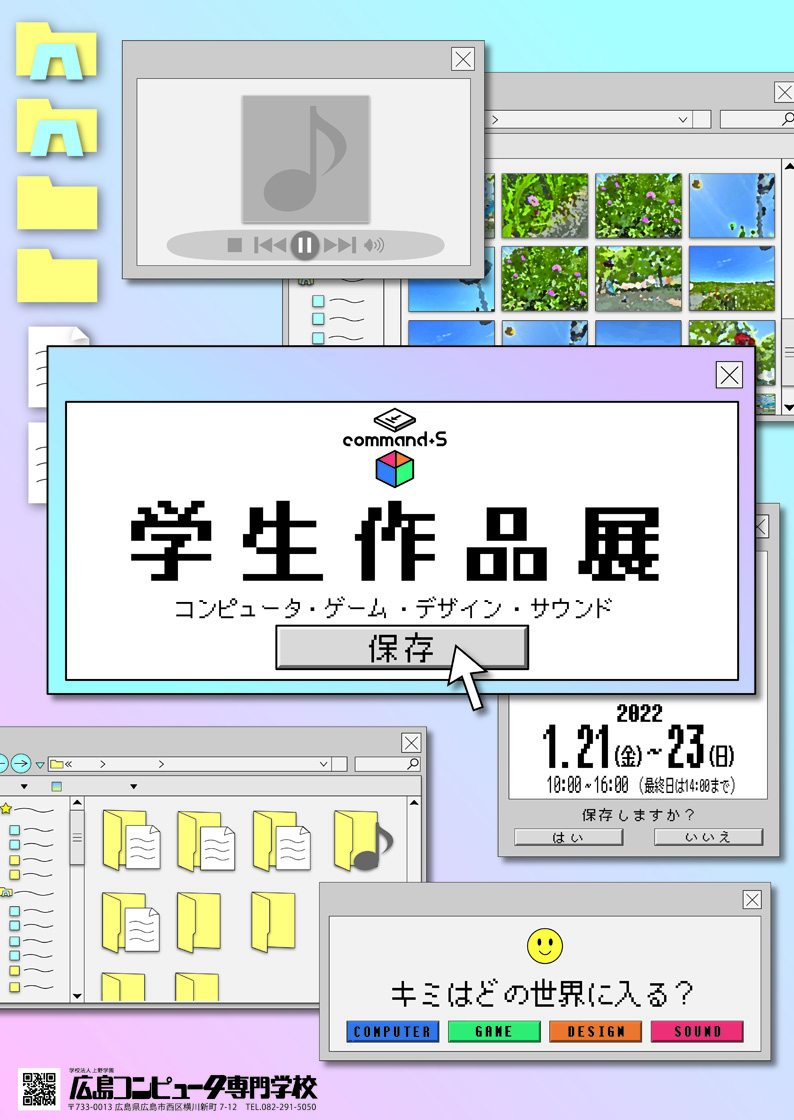 command+S
学生作品展
コンピュータ・ゲーム・デザイン・サウンド
保存
2022
1.21(金)~23(日)
10:00~16:00 (最終日は14:00まで)
保存しますか?
はい
いいえ
キミはどの世界に入る?
COMPUTER
GAME
DESIGN
SOUND
学校法人上野学園
広島コンピュータ専門学校
〒733-0013 広島県広島市西区横川新町 7-12 TEL.082-291-5050